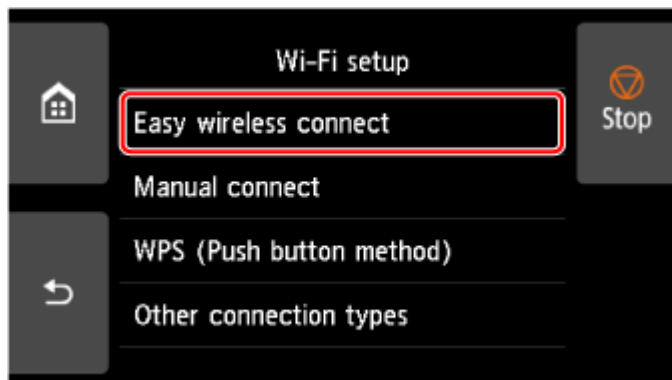 Wi-Fi setup
Easy wireless connect
Stop
Manual connect
WPS (Push button method)
Other connection types